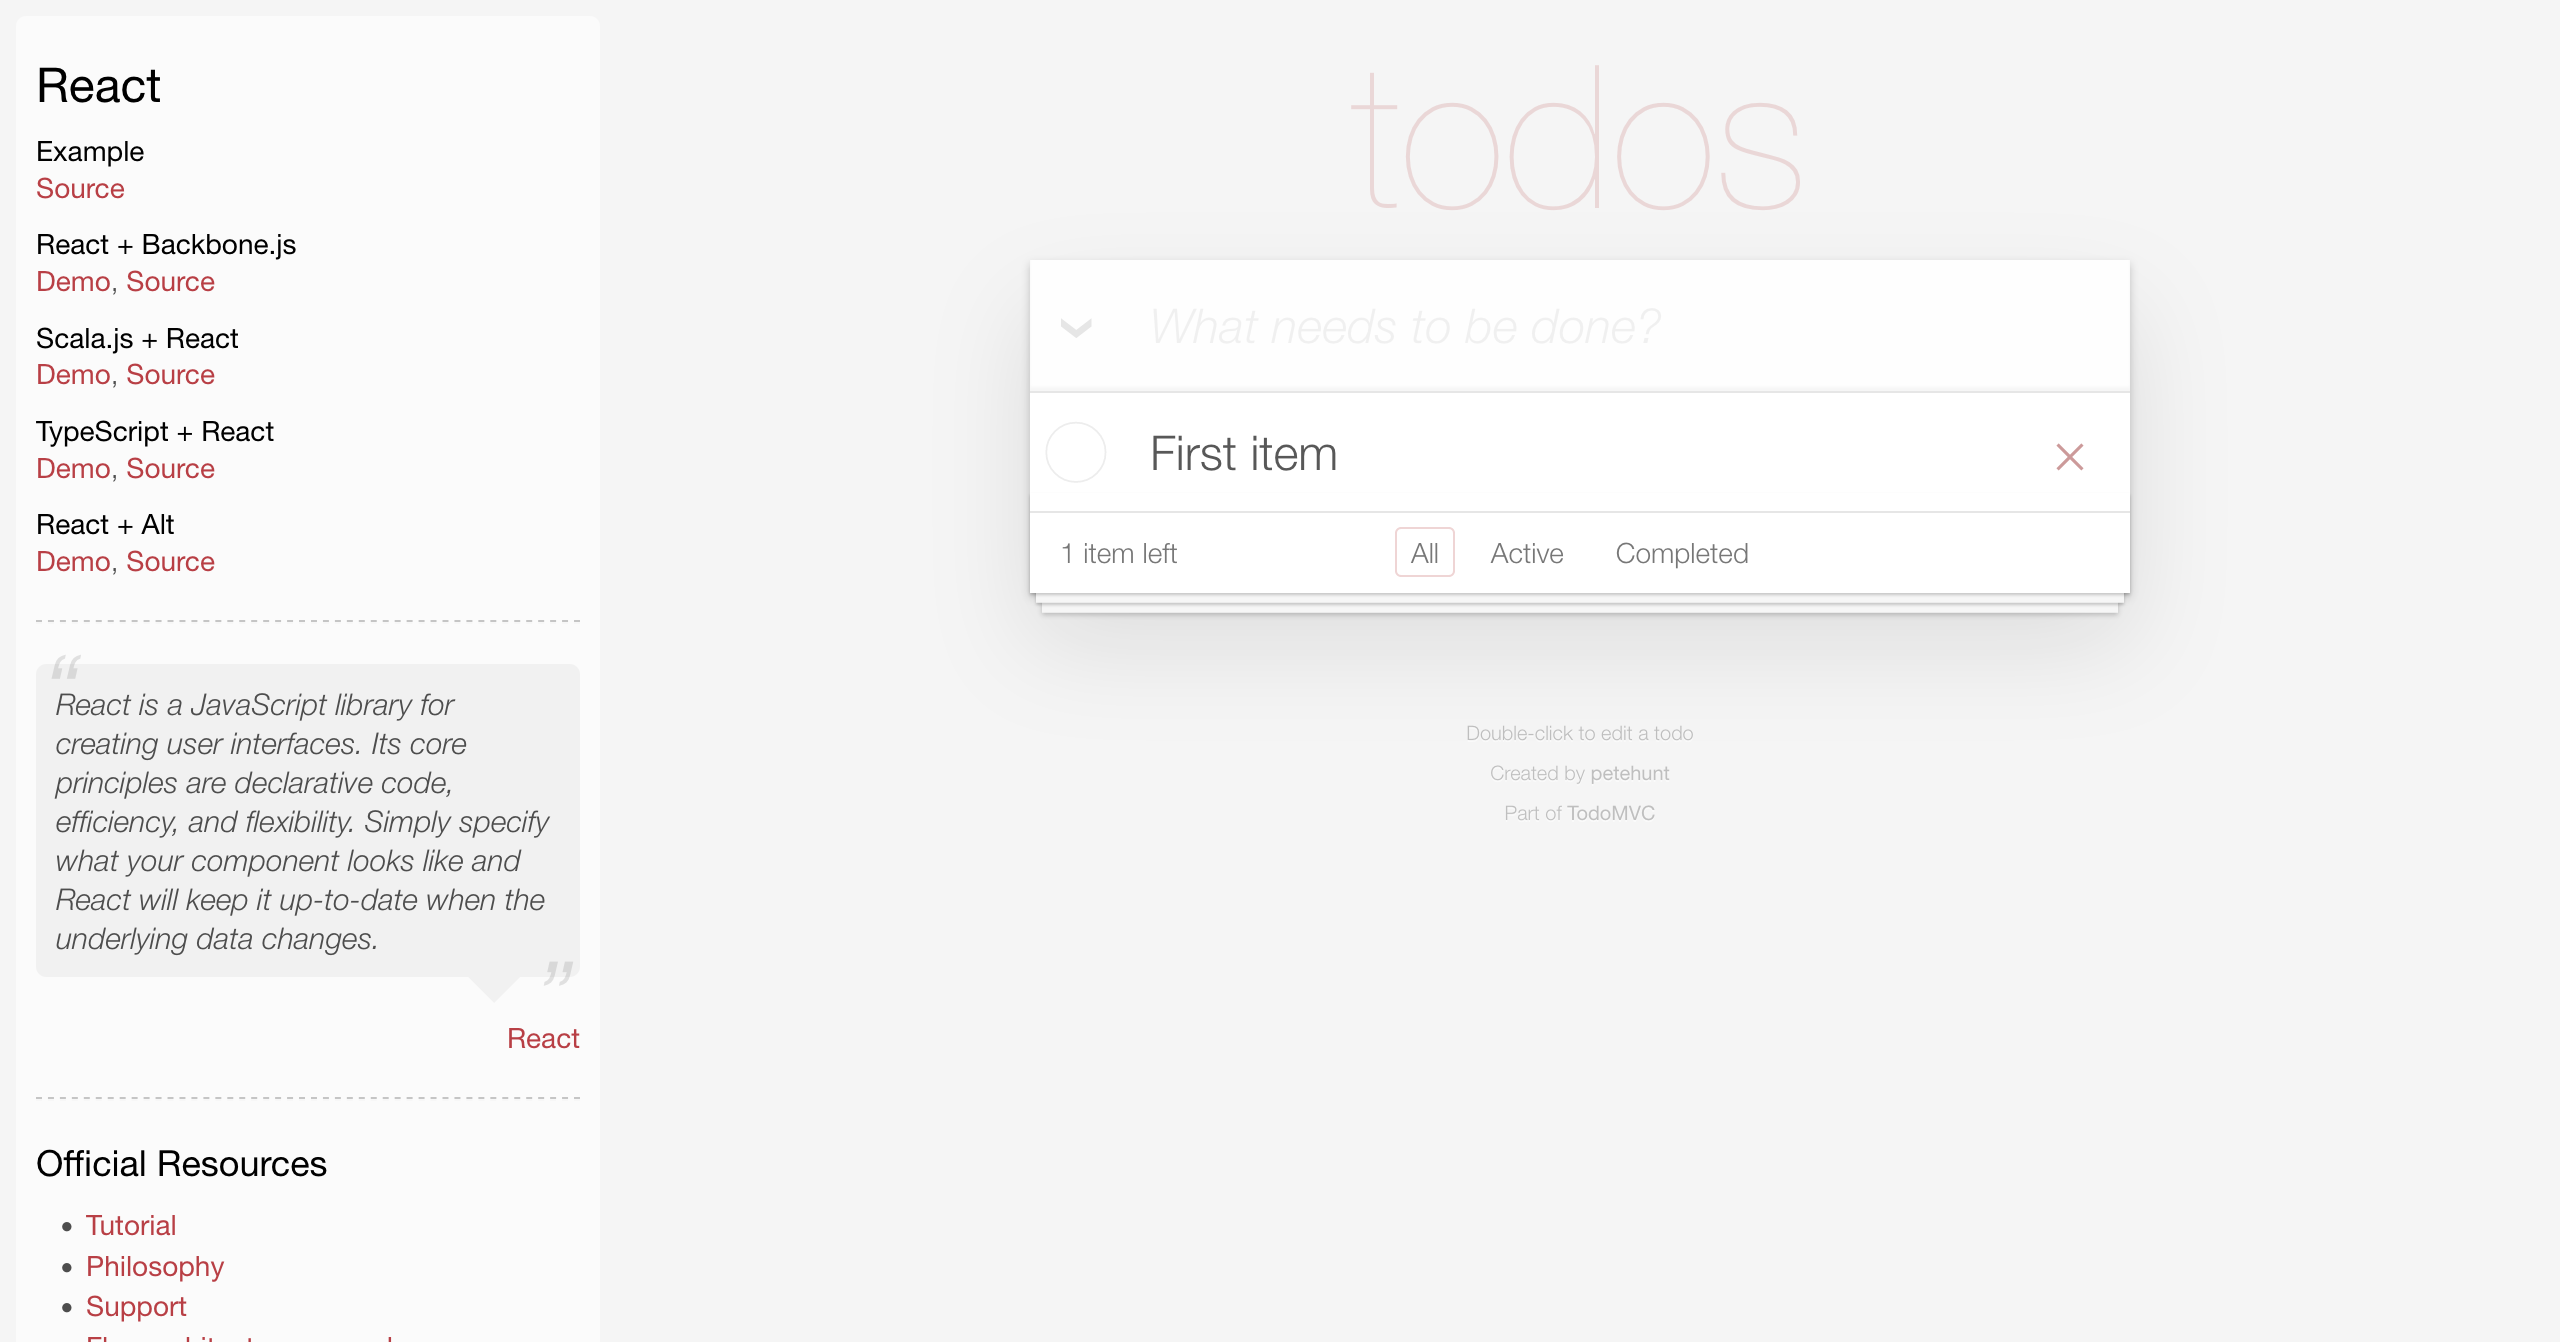 React
Example
Source
React + Backbone.js
Demo, Source
Scala.js + React
Demo, Source
TypeScript + React
Demo, Source
React + Alt
Demo, Source
“
React is a JavaScript library for
creating user interfaces. Its core
principles are declarative code,
efficiency, and flexibility. Simply specify
what your component looks like and
React will keep it up-to-date when the
underlying data changes.
”
React
Official Resources
• Tutorial
• Philosophy
• Support
todos
What needs to be done?
First item
1 item left
All Active Completed
Double-click to edit a todo
Created by petehunt
Part of TodoMVC